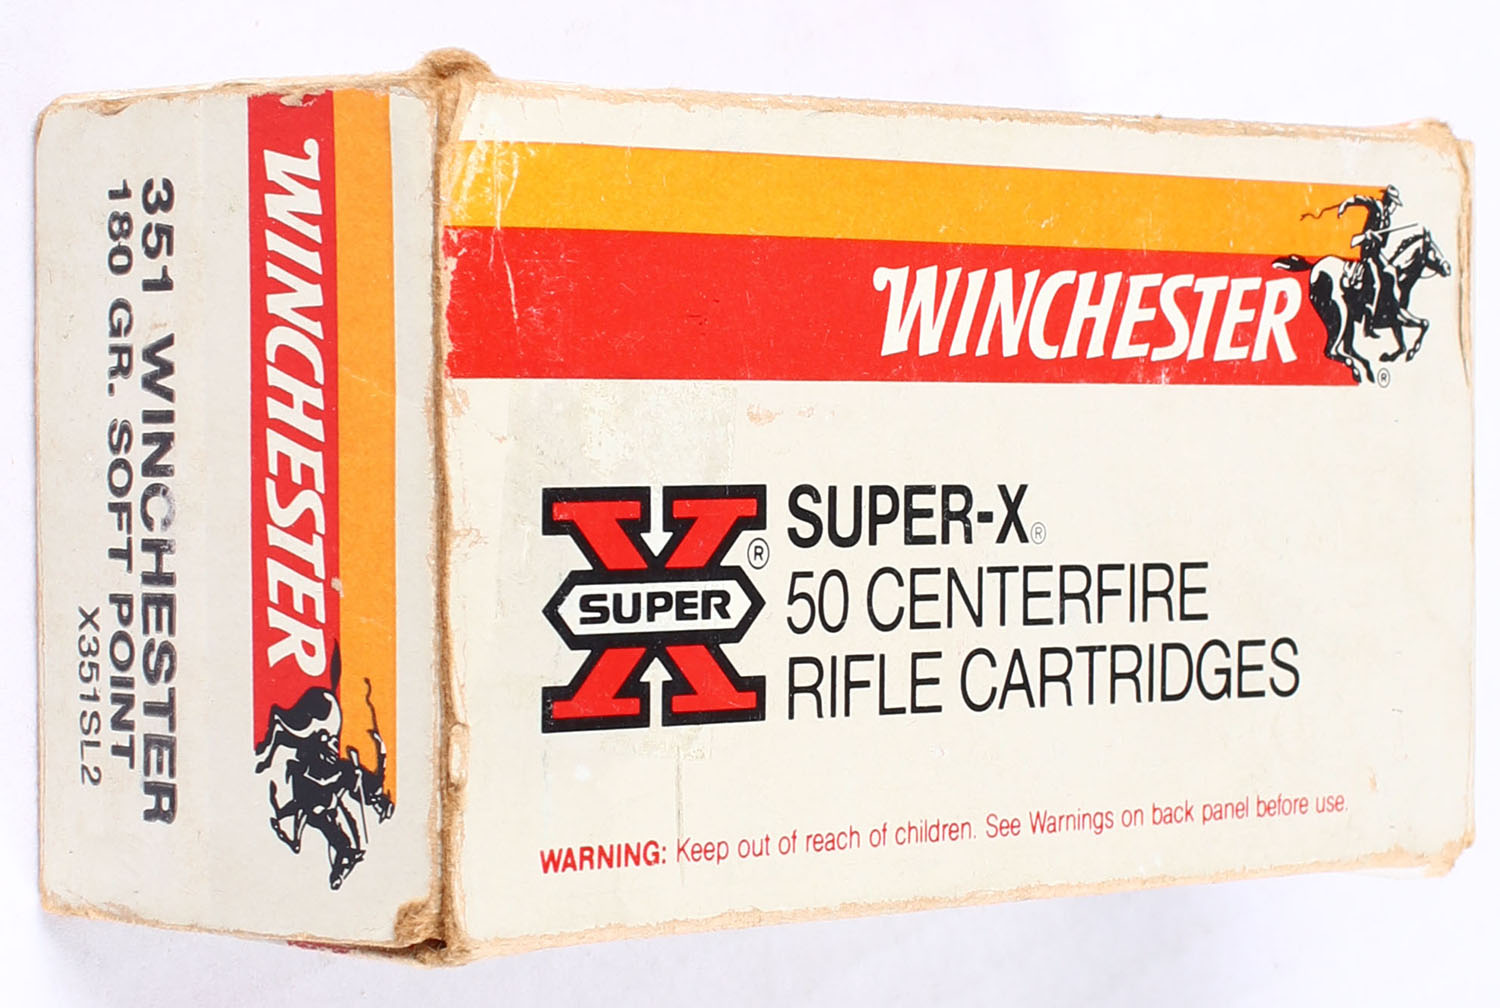 351 WINCHESTER
180 GR. SOFT POINT
X351SL2
WINCHESTER
WINCHESTER
®
SUPER
®
SUPER-X®
50 CENTERFIRE
RIFLE CARTRIDGES
WARNING: Keep out of reach of children. See Warnings on back panel before use.